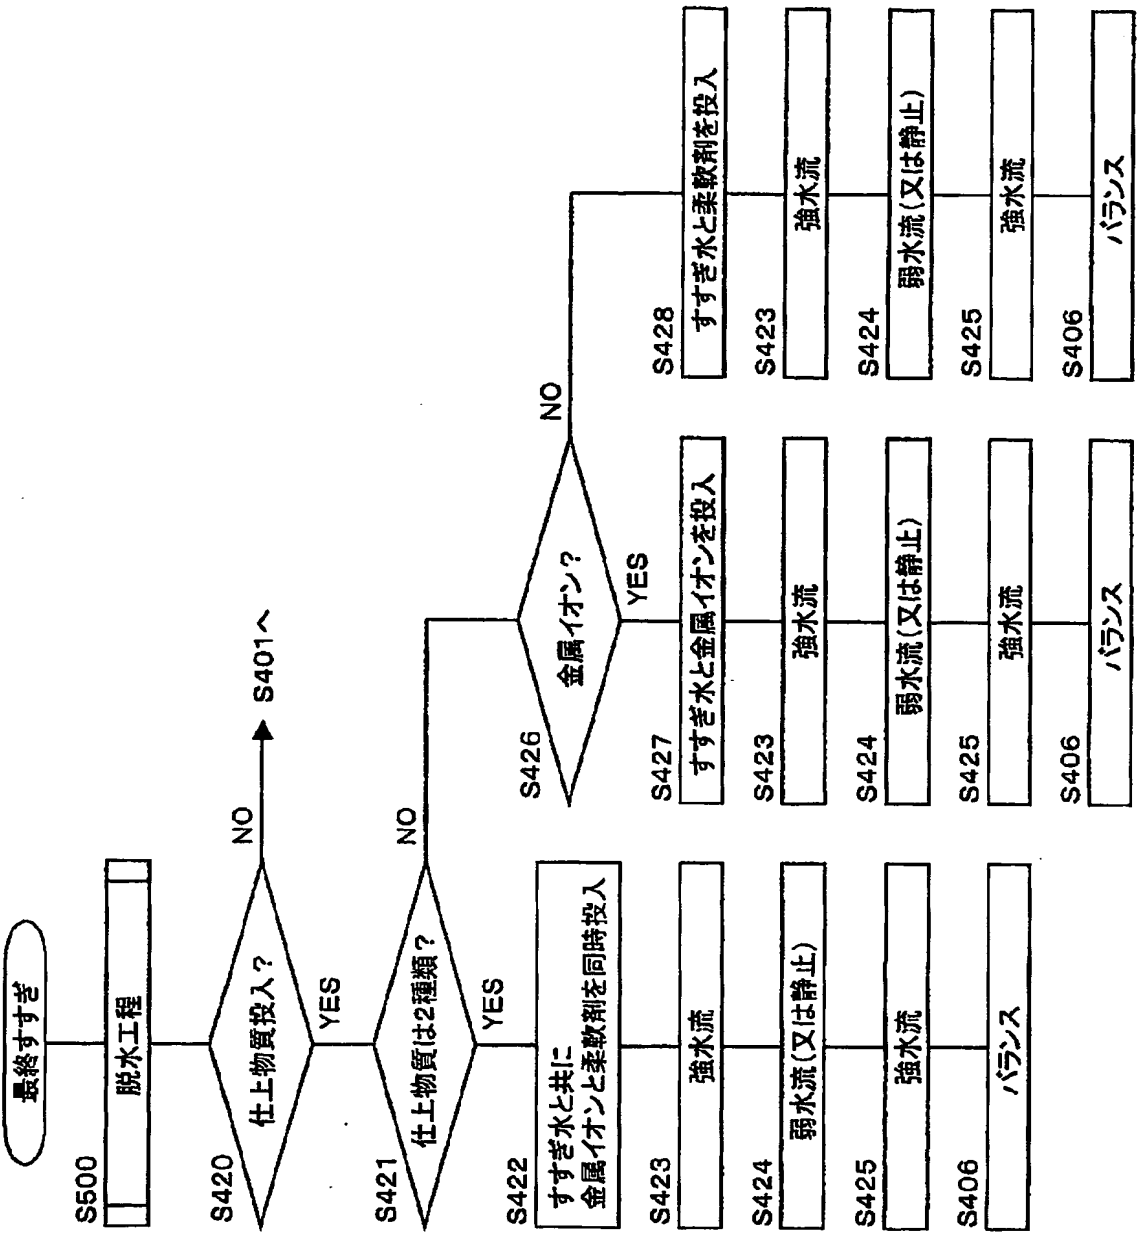 最終すすぎ
S500
脱水工程
S420
仕上物質投入?
NO
S401へ
YES
S421
仕上物質は2種類?
NO
YES
S422
すすぎ水と共に
金属イオンと柔軟剤を同時投入
S423
強水流
S424
弱水流(又は静止)
S425
強水流
S406
バランス
S426
金属イオン?
NO
YES
S427
すすぎ水と金属イオンを投入
S423
強水流
S424
弱水流(又は静止)
S425
強水流
S406
バランス
S428
すすぎ水と柔軟剤を投入
S423
強水流
S424
弱水流(又は静止)
S425
強水流
S406
バランス